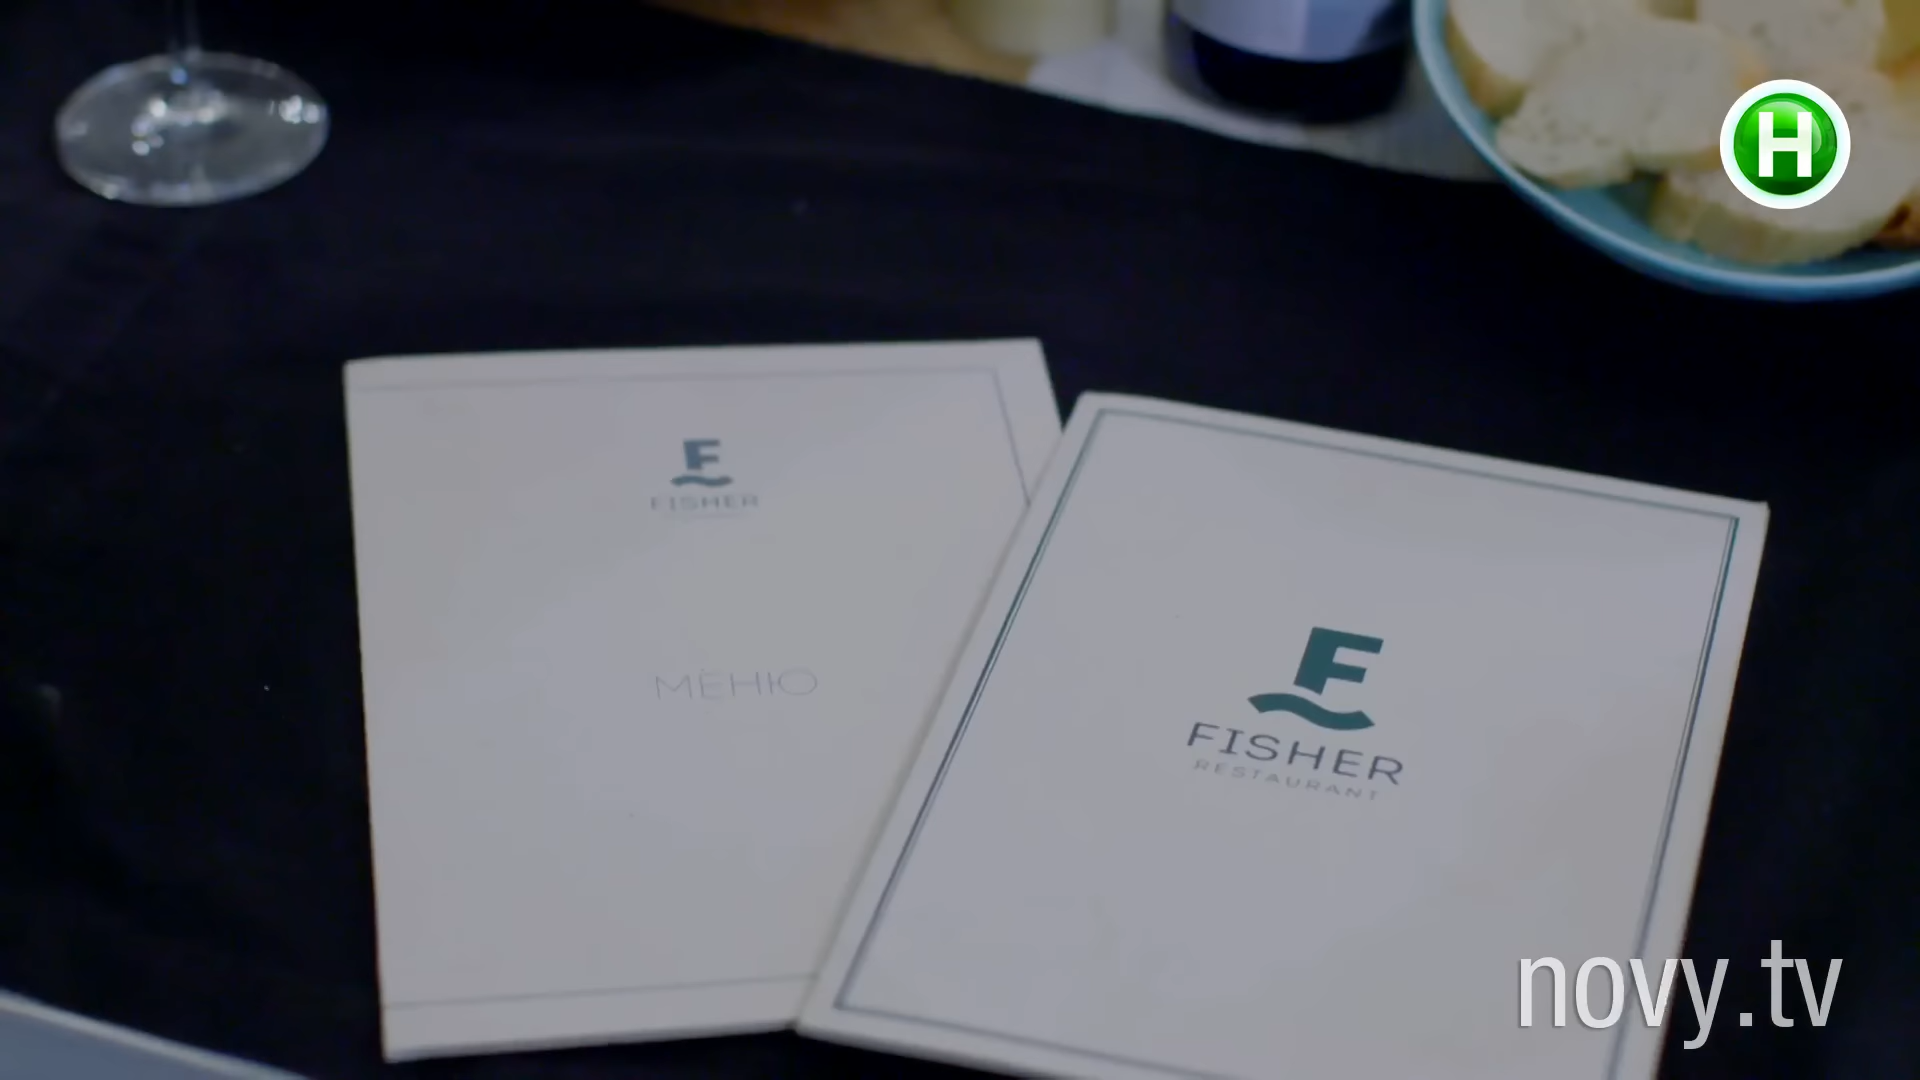 H
F
FISHER
МЕНЮ
F
FISHER
RESTAURANT
novy.tv